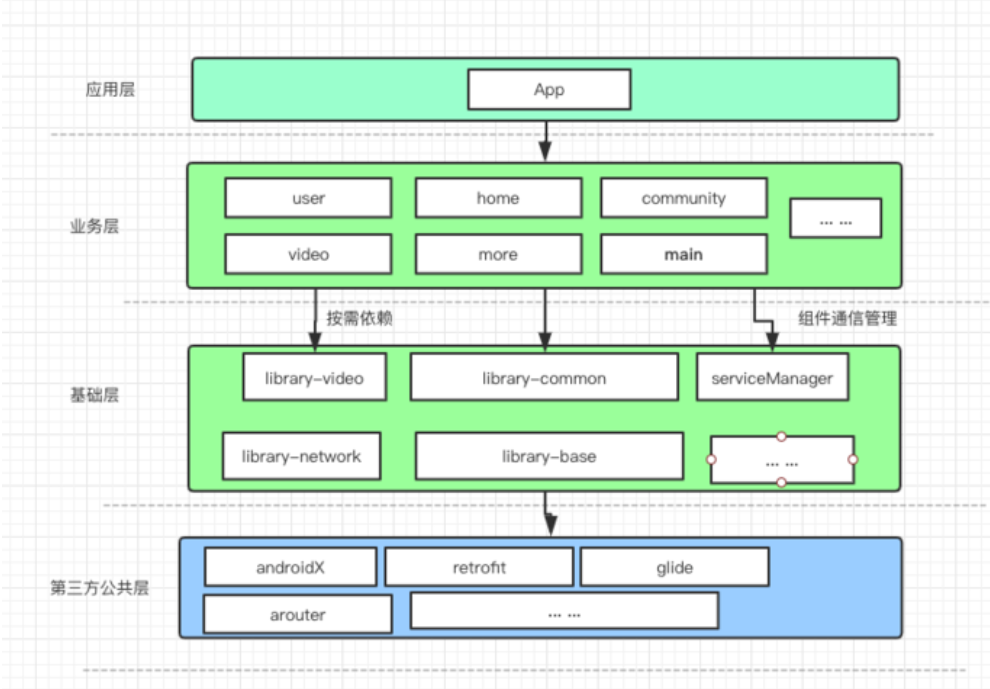 应用层
App
业务层
user
home
community
... ...
video
more
main
按需依赖
组件通信管理
基础层
library-video
library-common
serviceManager
library-network
library-base
... ...
第三方公共层
androidX
retrofit
glide
arouter
... ...